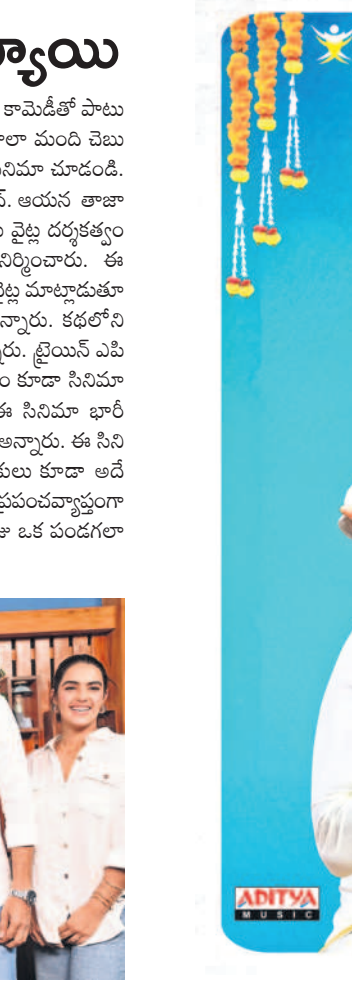 కామెడీతో పాటు
మంది చెబు
చూడండి.
ఆయన తాజా
వైట్ల దర్శకత్వం
నిర్మించారు. ఈ
వైట్ల మాట్లాడుతూ
కథలోని
ట్రైయిన్ ఎపి
కూడా సినిమా
ఈ సినిమా భారీ
అన్నారు. ఈ సిని
కూడా అదే
ప్రపంచవ్యాప్తంగా
ఒక పండగలా
ADITYA
MUSIC